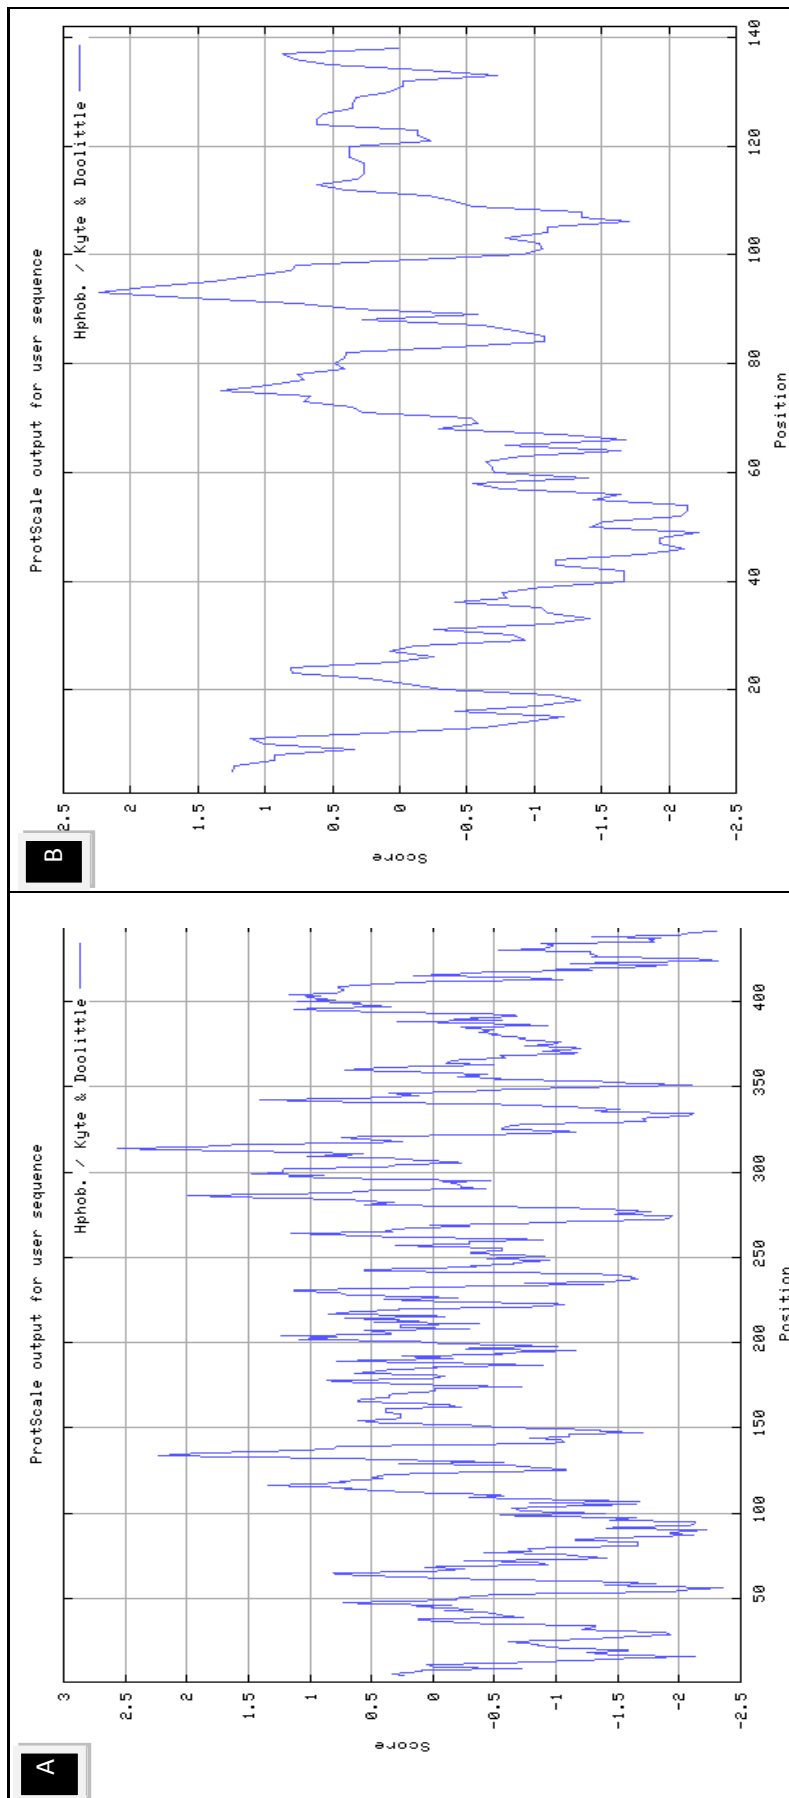 A
ProtScale output for user sequence
Hphob. / Kyte & Doolittle
3
2.5
2
1.5
1
0.5
0
-0.5
-1
-1.5
-2
-2.5
Score
50 100 150 200 250 300 350 400
Position
B
ProtScale output for user sequence
Hphob. / Kyte & Doolittle
2.5
2
1.5
1
0.5
0
-0.5
-1
-1.5
-2
-2.5
Score
20 40 60 80 100 120 140
Position